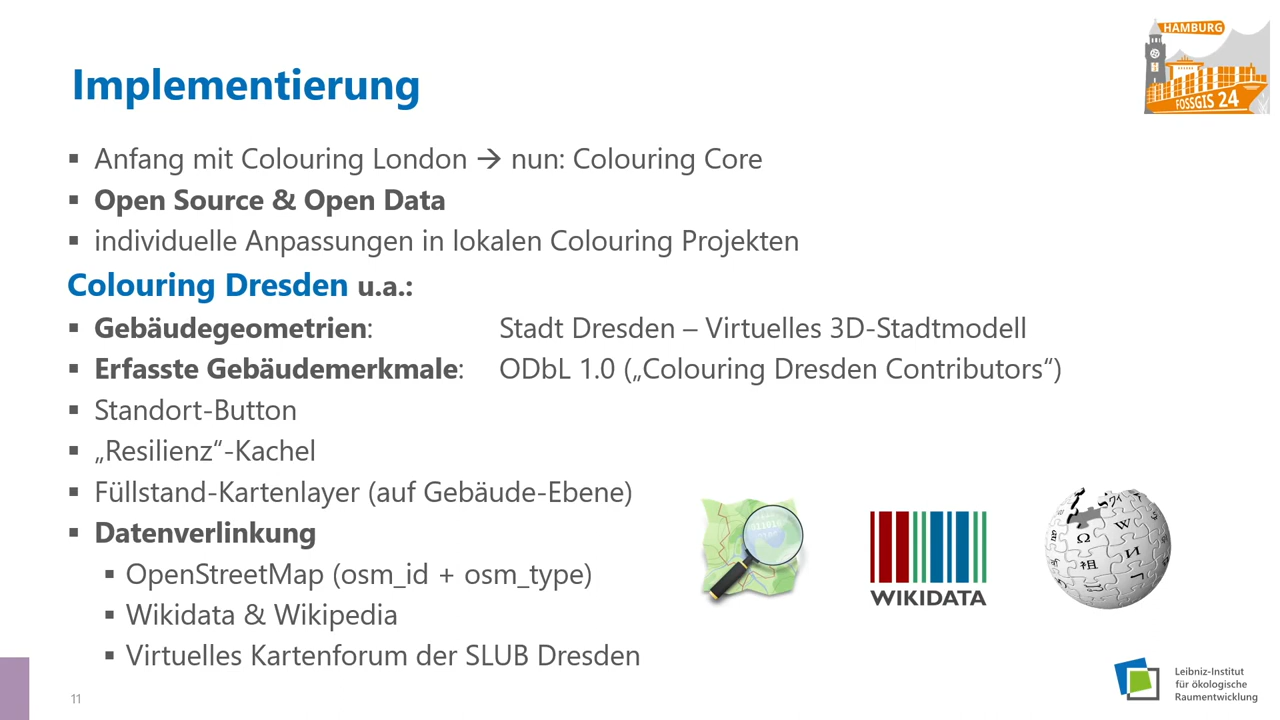 HAMBURG
FOSSGIS 24
Implementierung
▪ Anfang mit Colouring London → nun: Colouring Core
▪ Open Source & Open Data
▪ individuelle Anpassungen in lokalen Colouring Projekten
Colouring Dresden u.a.:
▪ Gebäudegeometrien: Stadt Dresden – Virtuelles 3D-Stadtmodell
▪ Erfasste Gebäudemerkmale: ODbL 1.0 („Colouring Dresden Contributors“)
▪ Standort-Button
▪ „Resilienz“-Kachel
▪ Füllstand-Kartenlayer (auf Gebäude-Ebene)
▪ Datenverlinkung
▪ OpenStreetMap (osm_id + osm_type)
▪ Wikidata & Wikipedia
▪ Virtuelles Kartenforum der SLUB Dresden
WIKIDATA
Leibniz-Institut
für ökologische
Raumentwicklung
11